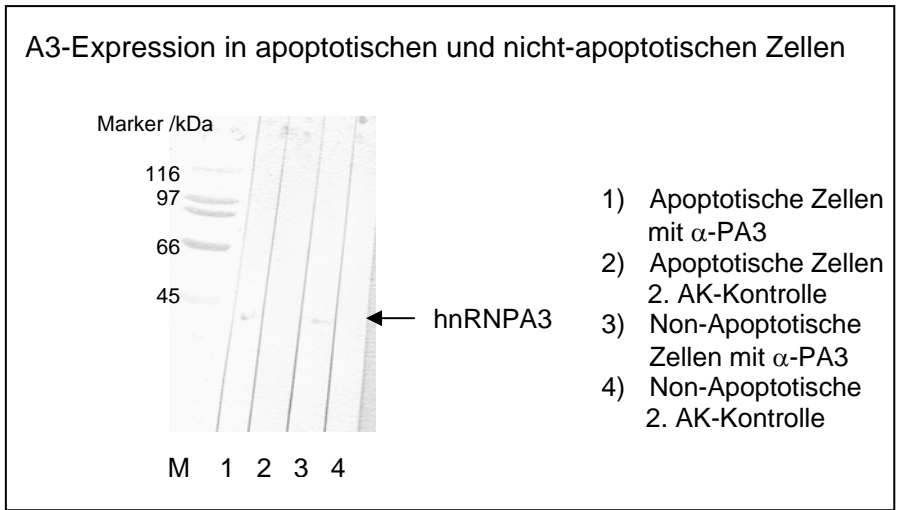 A3-Expression in apoptotischen und nicht-apoptotischen Zellen
Marker /kDa
116
97
66
45
hnRNPA3
1) Apoptotische Zellen
mit α-PA3
2) Apoptotische Zellen
2. AK-Kontrolle
3) Non-Apoptotische
Zellen mit α-PA3
4) Non-Apoptotische
2. AK-Kontrolle
M 1 2 3 4